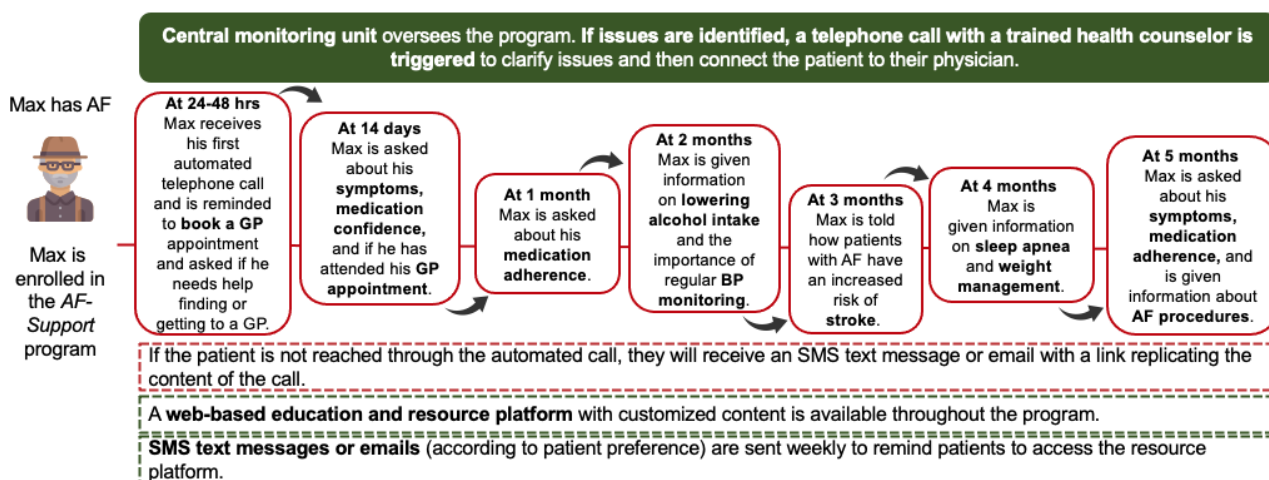 Central monitoring unit oversees the program. If issues are identified, a telephone call with a trained health counselor is
triggered to clarify issues and then connect the patient to their physician.
Max has AF
Max is
enrolled in
the AF-
Support
program
At 24-48 hrs
Max receives
his first
automated
telephone call
and is reminded
to book a GP
appointment
and asked if he
needs help
finding or
getting to a GP.
At 14 days
Max is asked
about his
symptoms,
medication
confidence,
and if he has
attended his GP
appointment.
At 1 month
Max is asked
about his
medication
adherence.
At 2 months
Max is given
information
on lowering
alcohol intake
and the
importance of
regular BP
monitoring.
At 3 months
Max is told
how patients
with AF have
an increased
risk of
stroke.
At 4 months
Max is
given information
on sleep apnea
and weight
management.
At 5 months
Max is asked
about his
symptoms,
medication
adherence, and
is given
information about
AF procedures.
If the patient is not reached through the automated call, they will receive an SMS text message or email with a link replicating the
content of the call.
A web-based education and resource platform with customized content is available throughout the program.
SMS text messages or emails (according to patient preference) are sent weekly to remind patients to access the resource
platform.